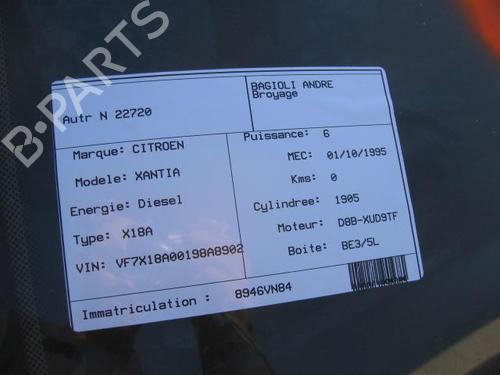 B-PARTS
Autr N 22720
BAGIOLI ANDRE
Broyage
Marque: CITROEN
Modele: XANTIA
Energie: Diesel
Type: X18A
VIN: VF7X18A00198A8902
Puissance: 6
MEC: 01/10/1995
Kms: 0
Cylindree: 1905
Moteur: D8B-XUD9TF
Boite: BE3/5L
Immatriculation : 8946VN84